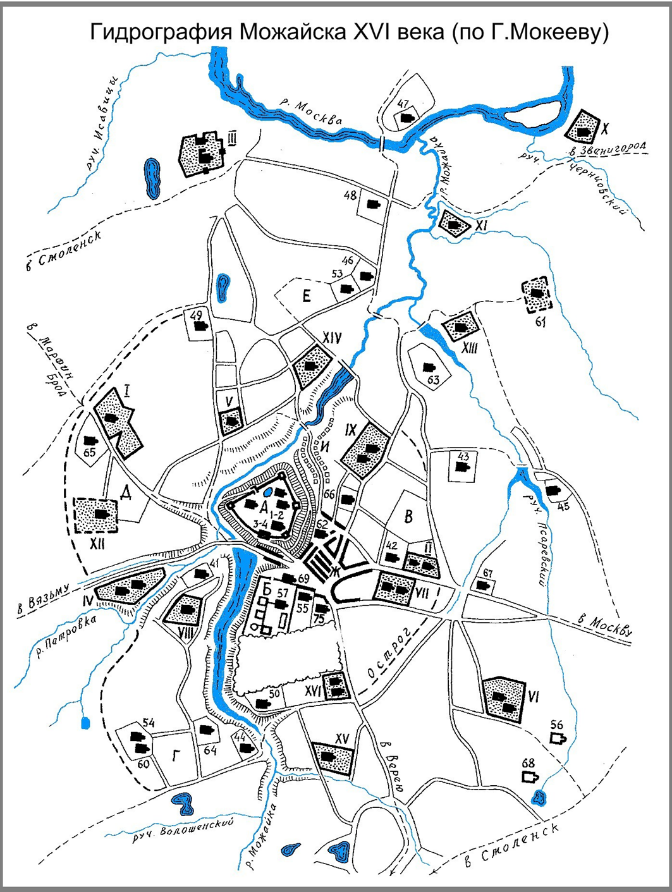 Гидрография Можайска XVI века (по Г.Мокееву)
руч. Исавицы
р. Москва
47
X
в Звенигород
III
р. Можайка
руч. Черновский
48
XI
в Смоленск
46
53
Е
61
49
в Марфин
Брод
XIV
XIII
63
I
V
IX
И
65
43
Д
А
1-2
3-4
66
В
45
XII
62
руч. Псаревский
42
II
Ж
67
41
69
Б
57
55
75
VII
в Вязьму
IV
VIII
в Москву
р. Петровка
Острог
50
XVI
VI
54
60
Г
64
44
XV
56
68
в Верею
руч. Волошенский
р. Можайка
в Смоленск